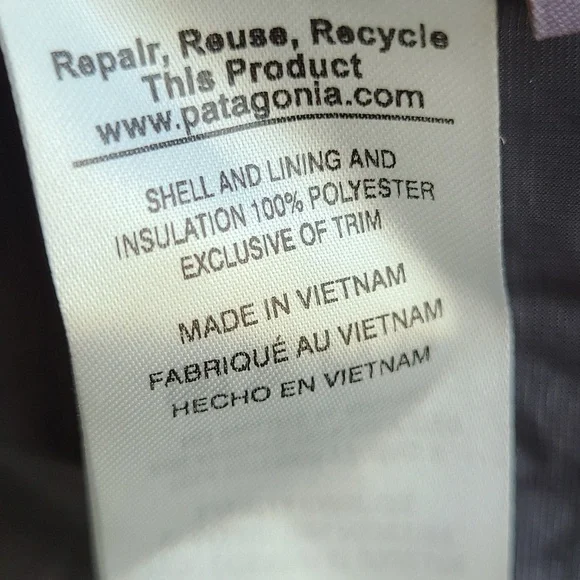 Repair, Reuse, Recycle
This Product
www.patagonia.com
SHELL AND LINING AND
INSULATION 100% POLYESTER
EXCLUSIVE OF TRIM
MADE IN VIETNAM
FABRIQUÉ AU VIETNAM
HECHO EN VIETNAM